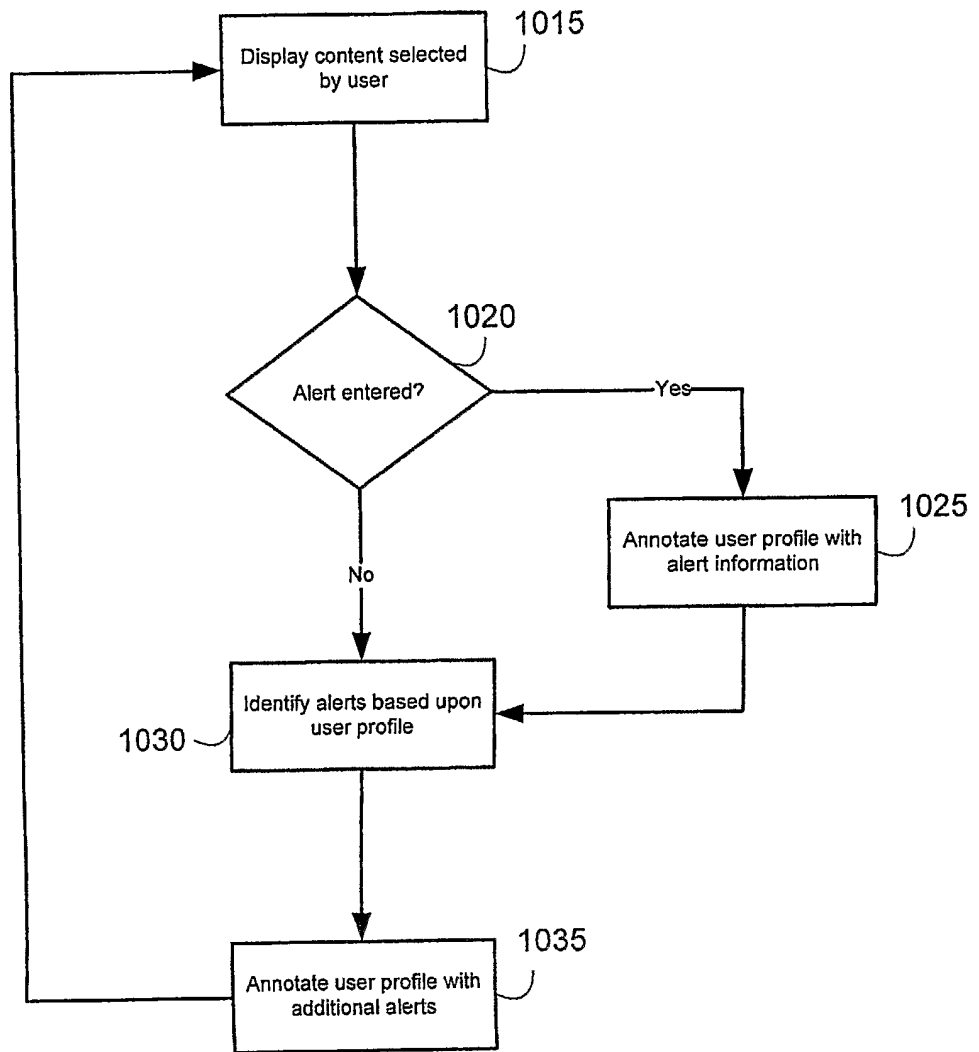 1015
Display content selected
by user
1020
Alert entered?
Yes
1025
Annotate user profile with
alert information
No
Identify alerts based upon
user profile
1030
1035
Annotate user profile with
additional alerts